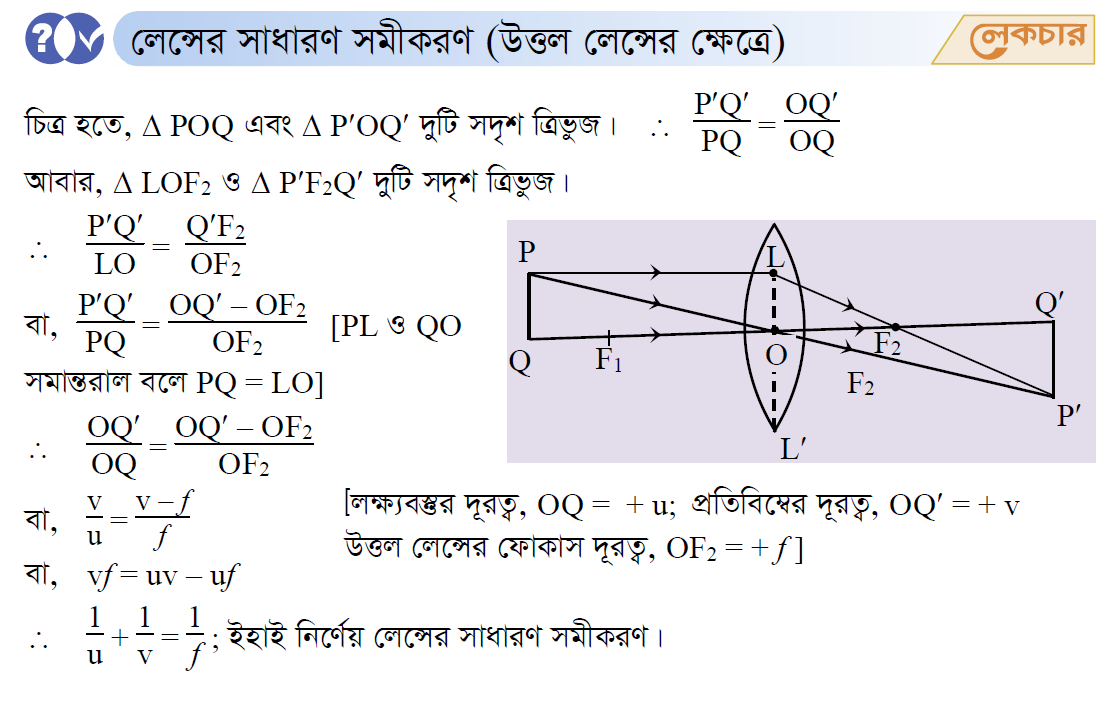 লেন্সের সাধারণ সমীকরণ (উত্তল লেন্সের ক্ষেত্রে)
লেকচার
চিত্র হতে, Δ POQ এবং Δ P′OQ′ দুটি সদৃশ ত্রিভুজ। ∴ P′Q′/PQ = OQ′/OQ
আবার, Δ LOF₂ ও Δ P′F₂Q′ দুটি সদৃশ ত্রিভুজ।
∴ P′Q′/LO = Q′F₂/OF₂
বা, P′Q′/PQ = OQ′ – OF₂/OF₂ [PL ও QO
সমান্তরাল বলে PQ = LO]
∴ OQ′/OQ = OQ′ – OF₂/OF₂
বা, v/u = v – f/f
[লক্ষ্যবস্তুর দূরত্ব, OQ = + u; প্রতিবিম্বের দূরত্ব, OQ′ = + v
উত্তল লেন্সের ফোকাস দূরত্ব, OF₂ = + f ]
বা, vf = uv – uf
∴ 1/u + 1/v = 1/f ; ইহাই নির্ণেয় লেন্সের সাধারণ সমীকরণ।
P
L
Q′
Q
F₁
O
F₂
F₂
P′
L′